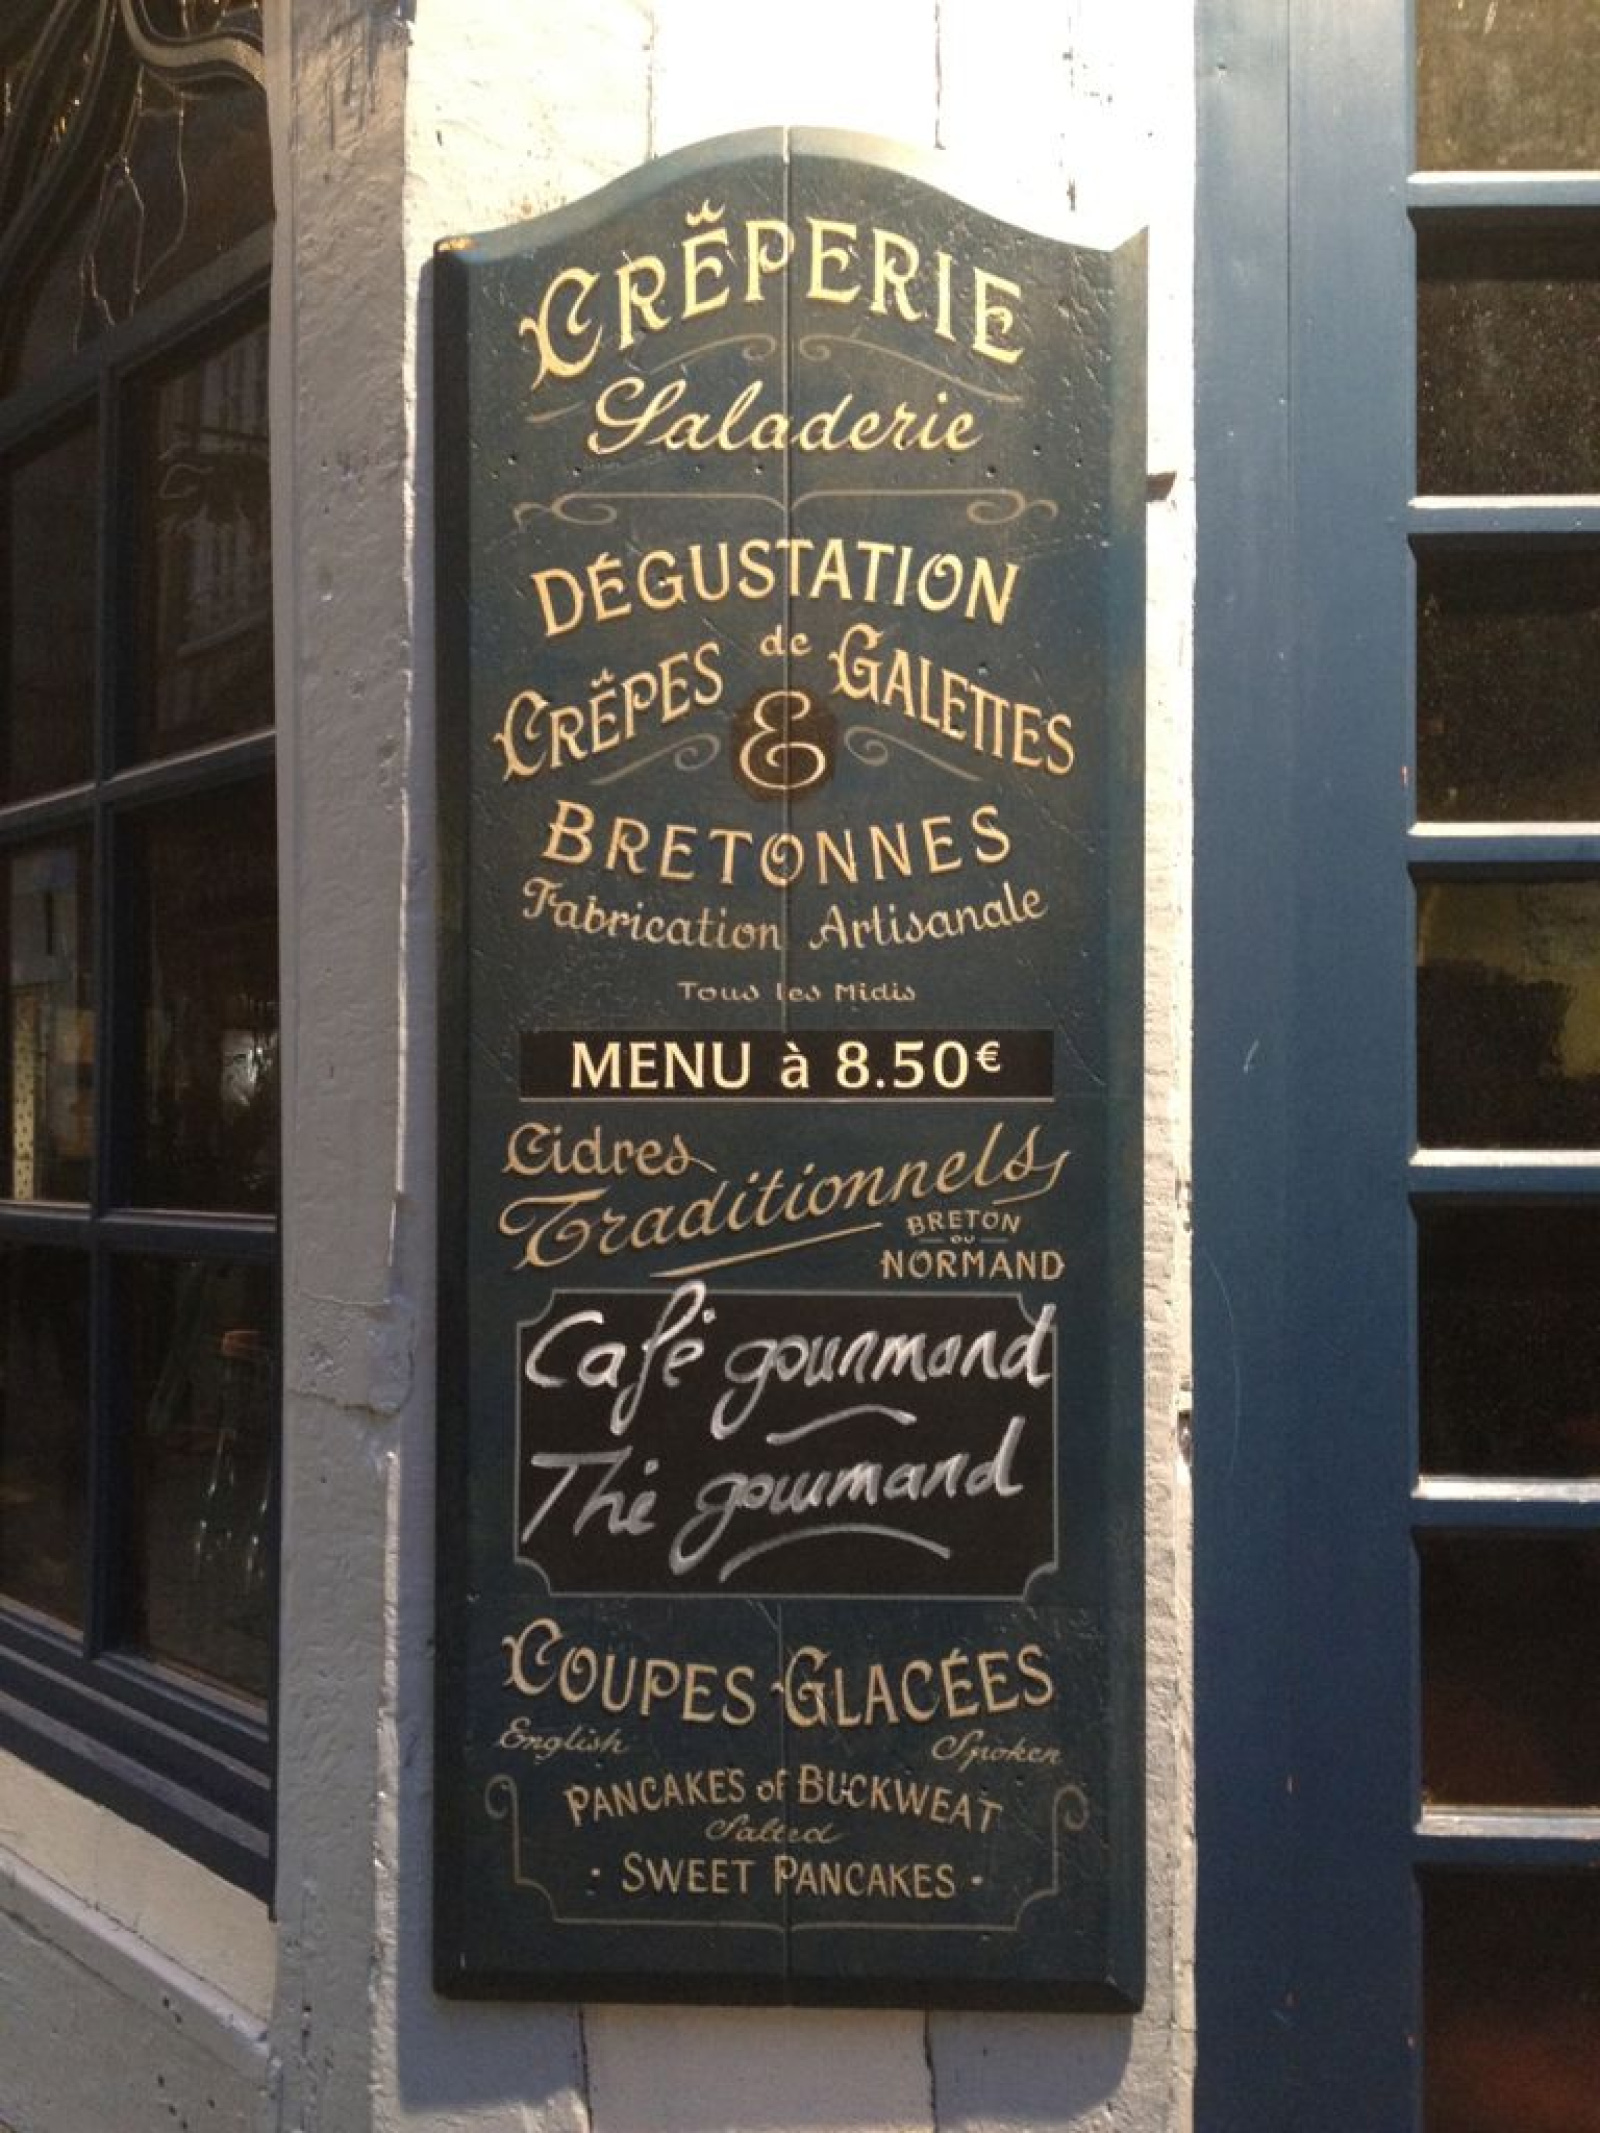 CRÊPERIE
Saladerie
DÉGUSTATION
de
CRÊPES & GALETTES
BRETONNES
Fabrication Artisanale
Tous les Midis
MENU à 8.50€
Cidres
Traditionnels
BRETON
OU
NORMAND
Café gourmand
Thé gourmand
COUPES GLACÉES
English Spoken
PANCAKES of BUCKWEAT
Salted
· SWEET PANCAKES ·